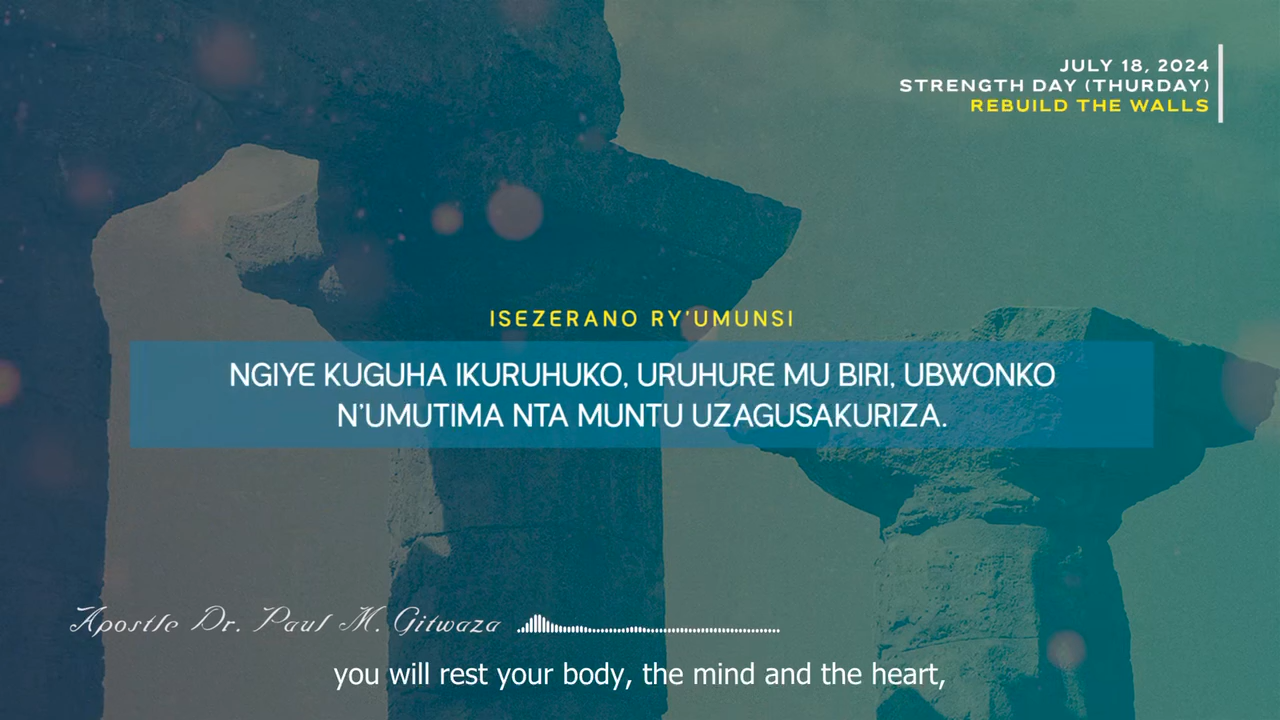 JULY 18, 2024
STRENGTH DAY (THURDAY)
REBUILD THE WALLS
ISEZERANO RY'UMUNSI
NGIYE KUGUHA IKURUHUKO, URUHURE MU BIRI, UBWONKO
N'UMUTIMA NTA MUNTU UZAGUSAKURIZA.
Apostle Dr. Paul M. Gitwaza
you will rest your body, the mind and the heart,